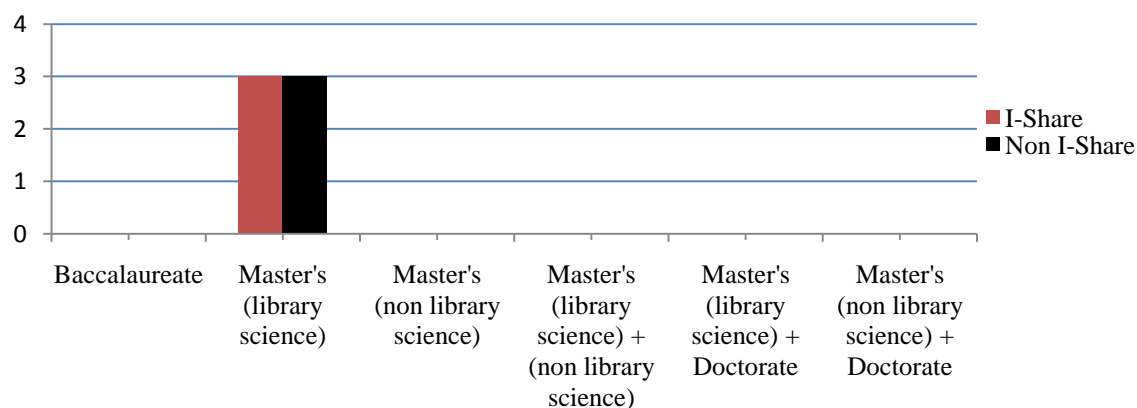 4
3
2
1
0
I-Share
Non I-Share
Baccalaureate
Master's
(library
science)
Master's
(non library
science)
Master's
(library
science) +
(non library
science)
Master's
(library
science) +
Doctorate
Master's
(non library
science) +
Doctorate